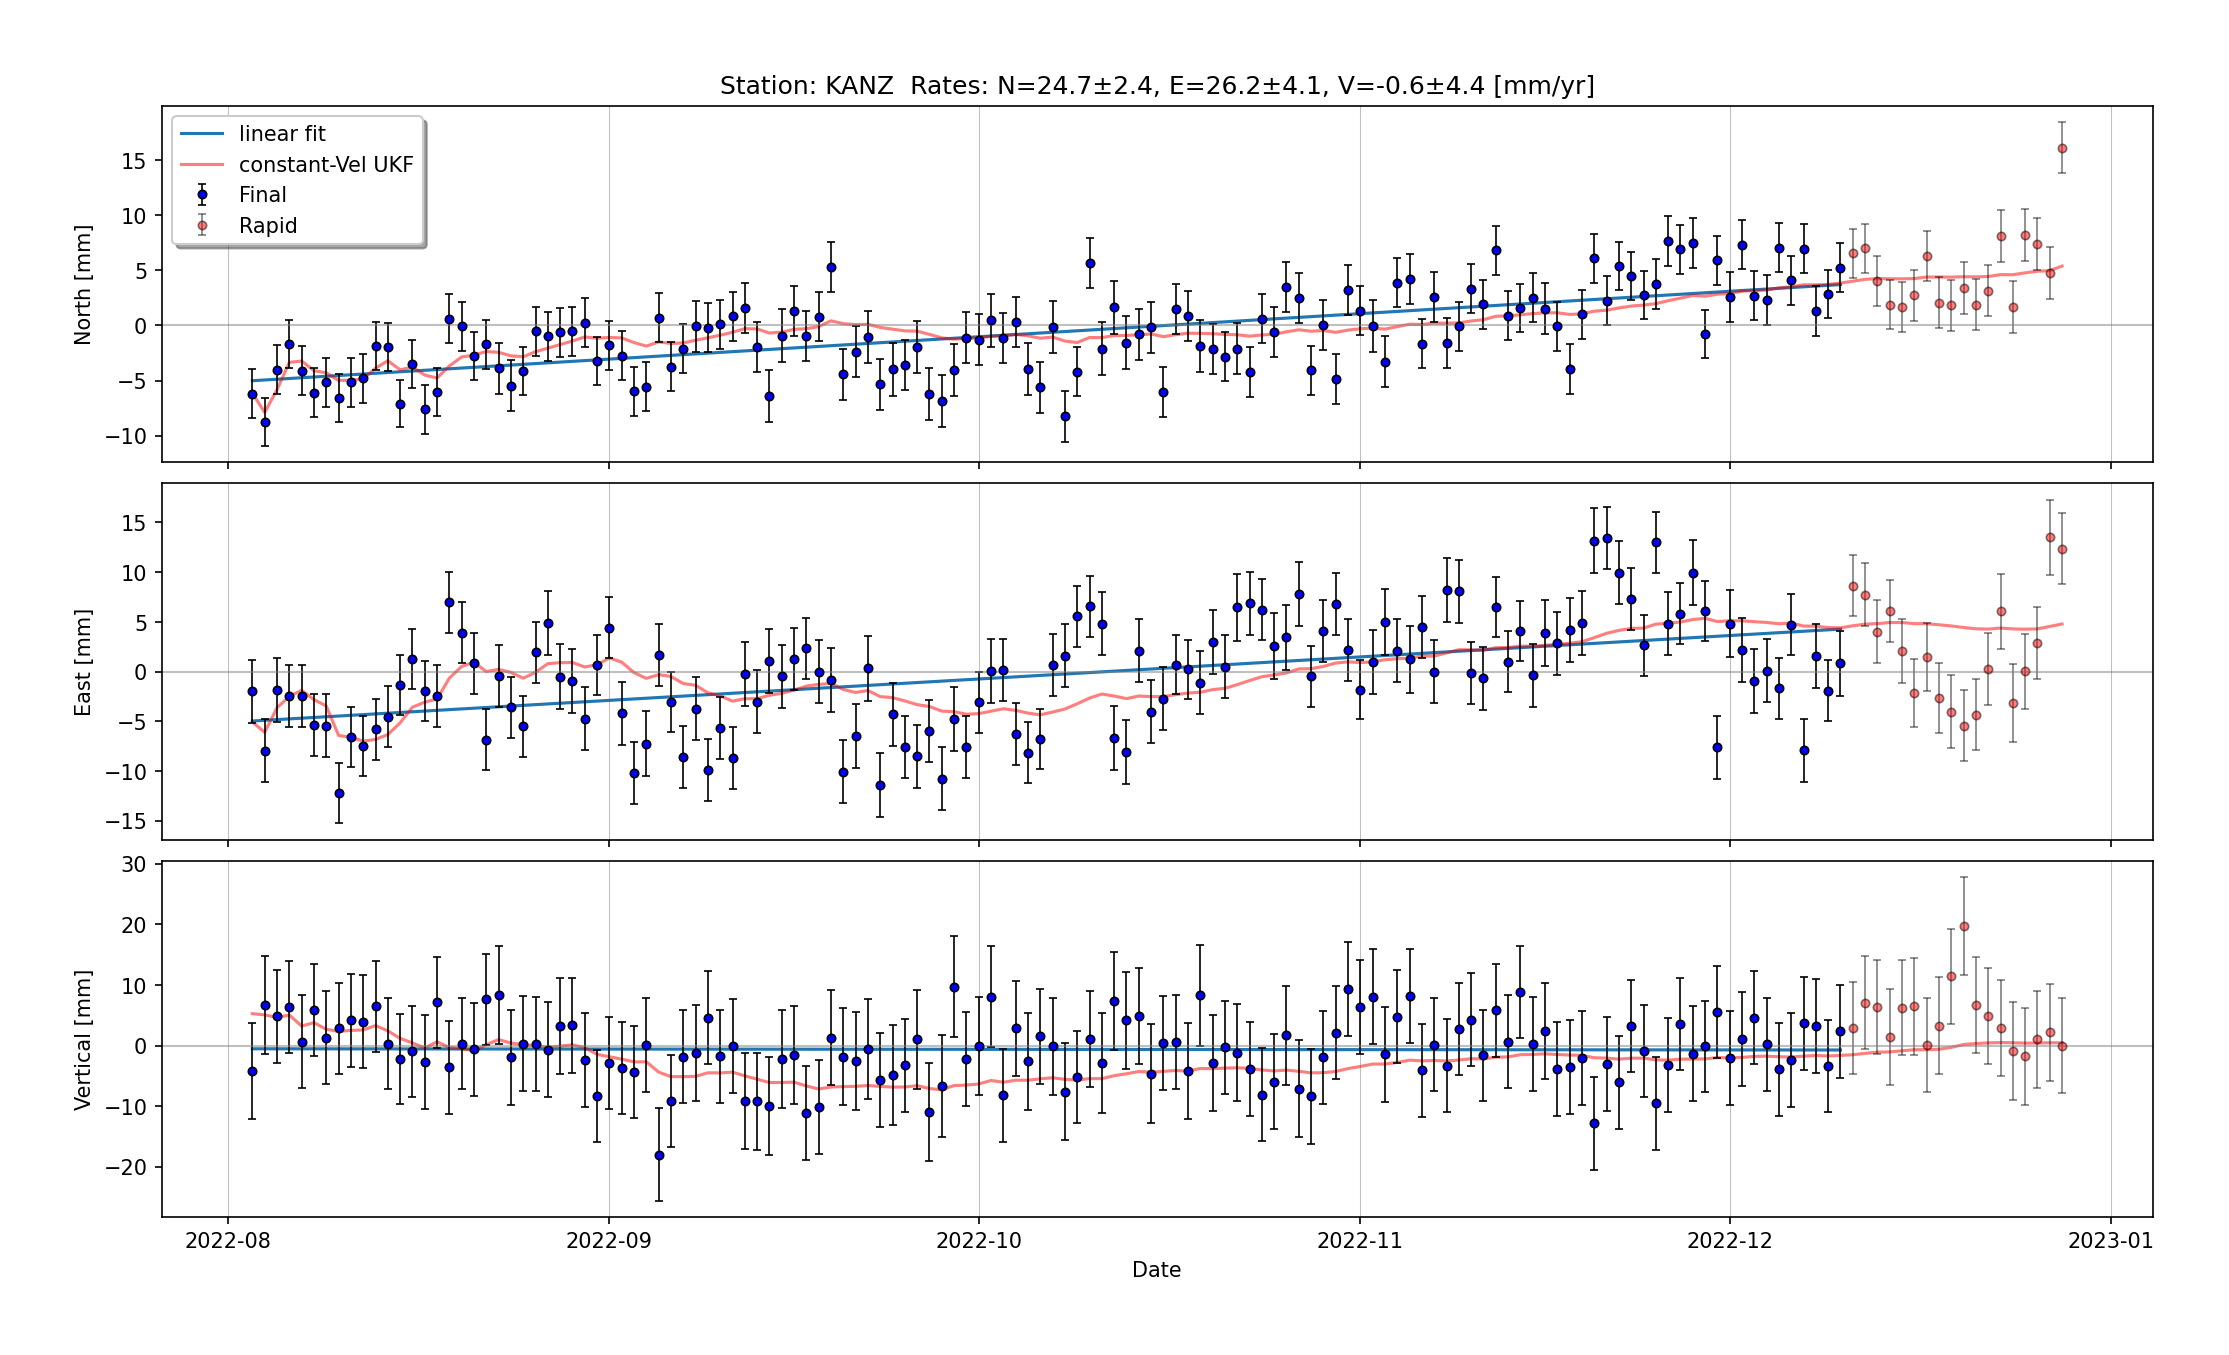 Station: KANZ  Rates: N=24.7±2.4, E=26.2±4.1, V=-0.6±4.4 [mm/yr]
linear fit
constant-Vel UKF
Final
Rapid
North [mm]
15
10
5
0
−5
−10
East [mm]
15
10
5
0
−5
−10
−15
Vertical [mm]
30
20
10
0
−10
−20
2022-08 2022-09 2022-10 2022-11 2022-12 2023-01
Date